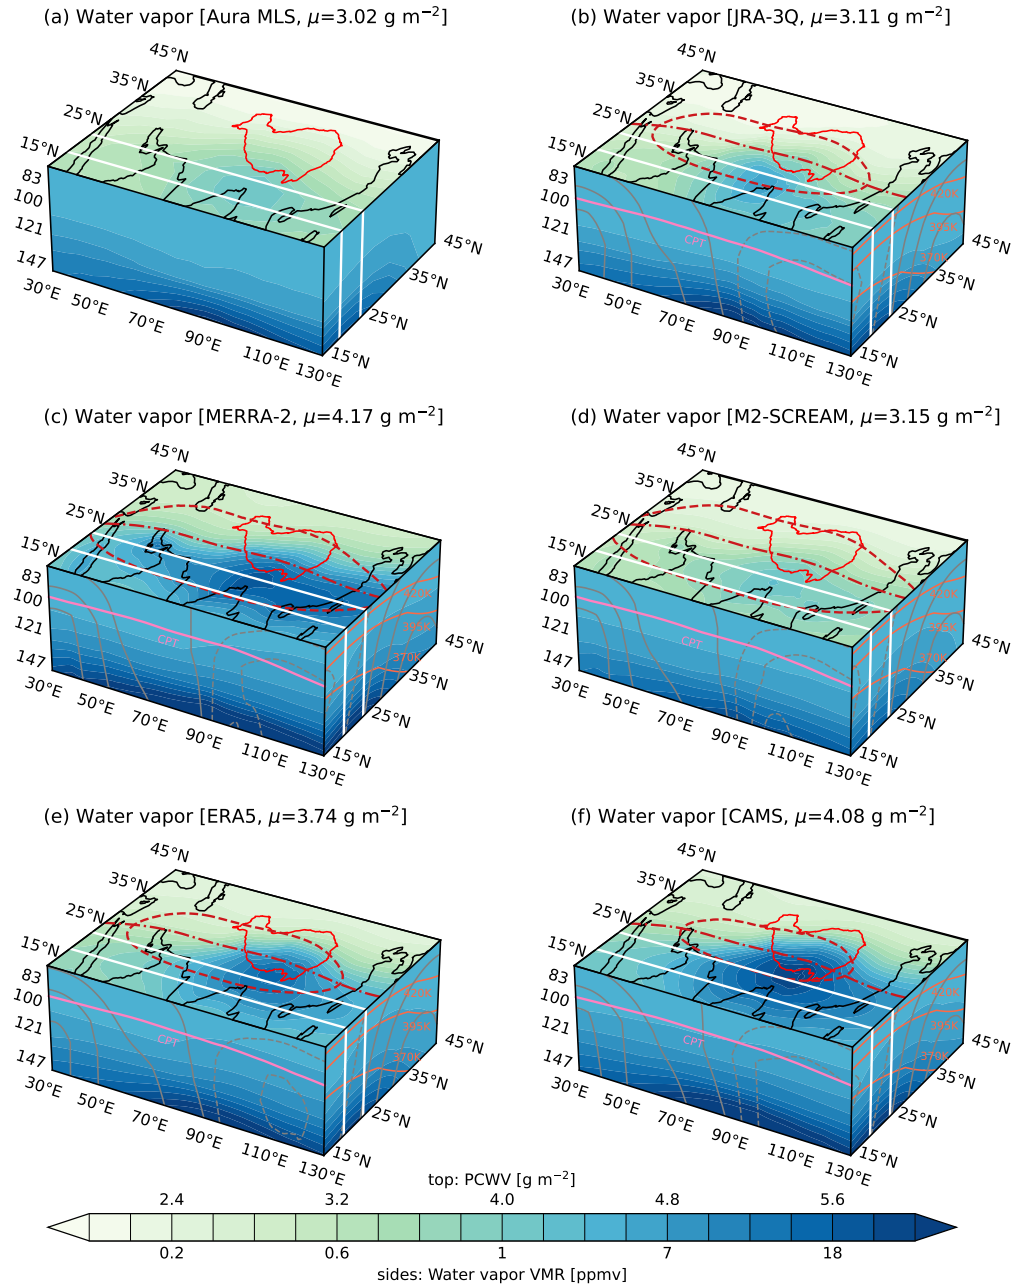 (a) Water vapor [Aura MLS, μ=3.02 g m⁻²]
45°N
35°N
25°N
15°N
83
100
121
147
30°E
50°E
70°E
90°E
110°E
130°E
15°N
25°N
35°N
45°N
(b) Water vapor [JRA-3Q, μ=3.11 g m⁻²]
45°N
35°N
25°N
15°N
83
100
121
147
CPT
420K
395K
370K
30°E
50°E
70°E
90°E
110°E
130°E
15°N
25°N
35°N
45°N
(c) Water vapor [MERRA-2, μ=4.17 g m⁻²]
45°N
35°N
25°N
15°N
83
100
121
147
CPT
420K
395K
370K
30°E
50°E
70°E
90°E
110°E
130°E
15°N
25°N
35°N
45°N
(d) Water vapor [M2-SCREAM, μ=3.15 g m⁻²]
45°N
35°N
25°N
15°N
83
100
121
147
CPT
420K
395K
370K
30°E
50°E
70°E
90°E
110°E
130°E
15°N
25°N
35°N
45°N
(e) Water vapor [ERA5, μ=3.74 g m⁻²]
45°N
35°N
25°N
15°N
83
100
121
147
CPT
420K
395K
370K
30°E
50°E
70°E
90°E
110°E
130°E
15°N
25°N
35°N
45°N
(f) Water vapor [CAMS, μ=4.08 g m⁻²]
45°N
35°N
25°N
15°N
83
100
121
147
CPT
420K
395K
370K
30°E
50°E
70°E
90°E
110°E
130°E
15°N
25°N
35°N
45°N
top: PCWV [g m⁻²]
2.4 3.2 4.0 4.8 5.6
0.2 0.6 1 7 18
sides: Water vapor VMR [ppmv]